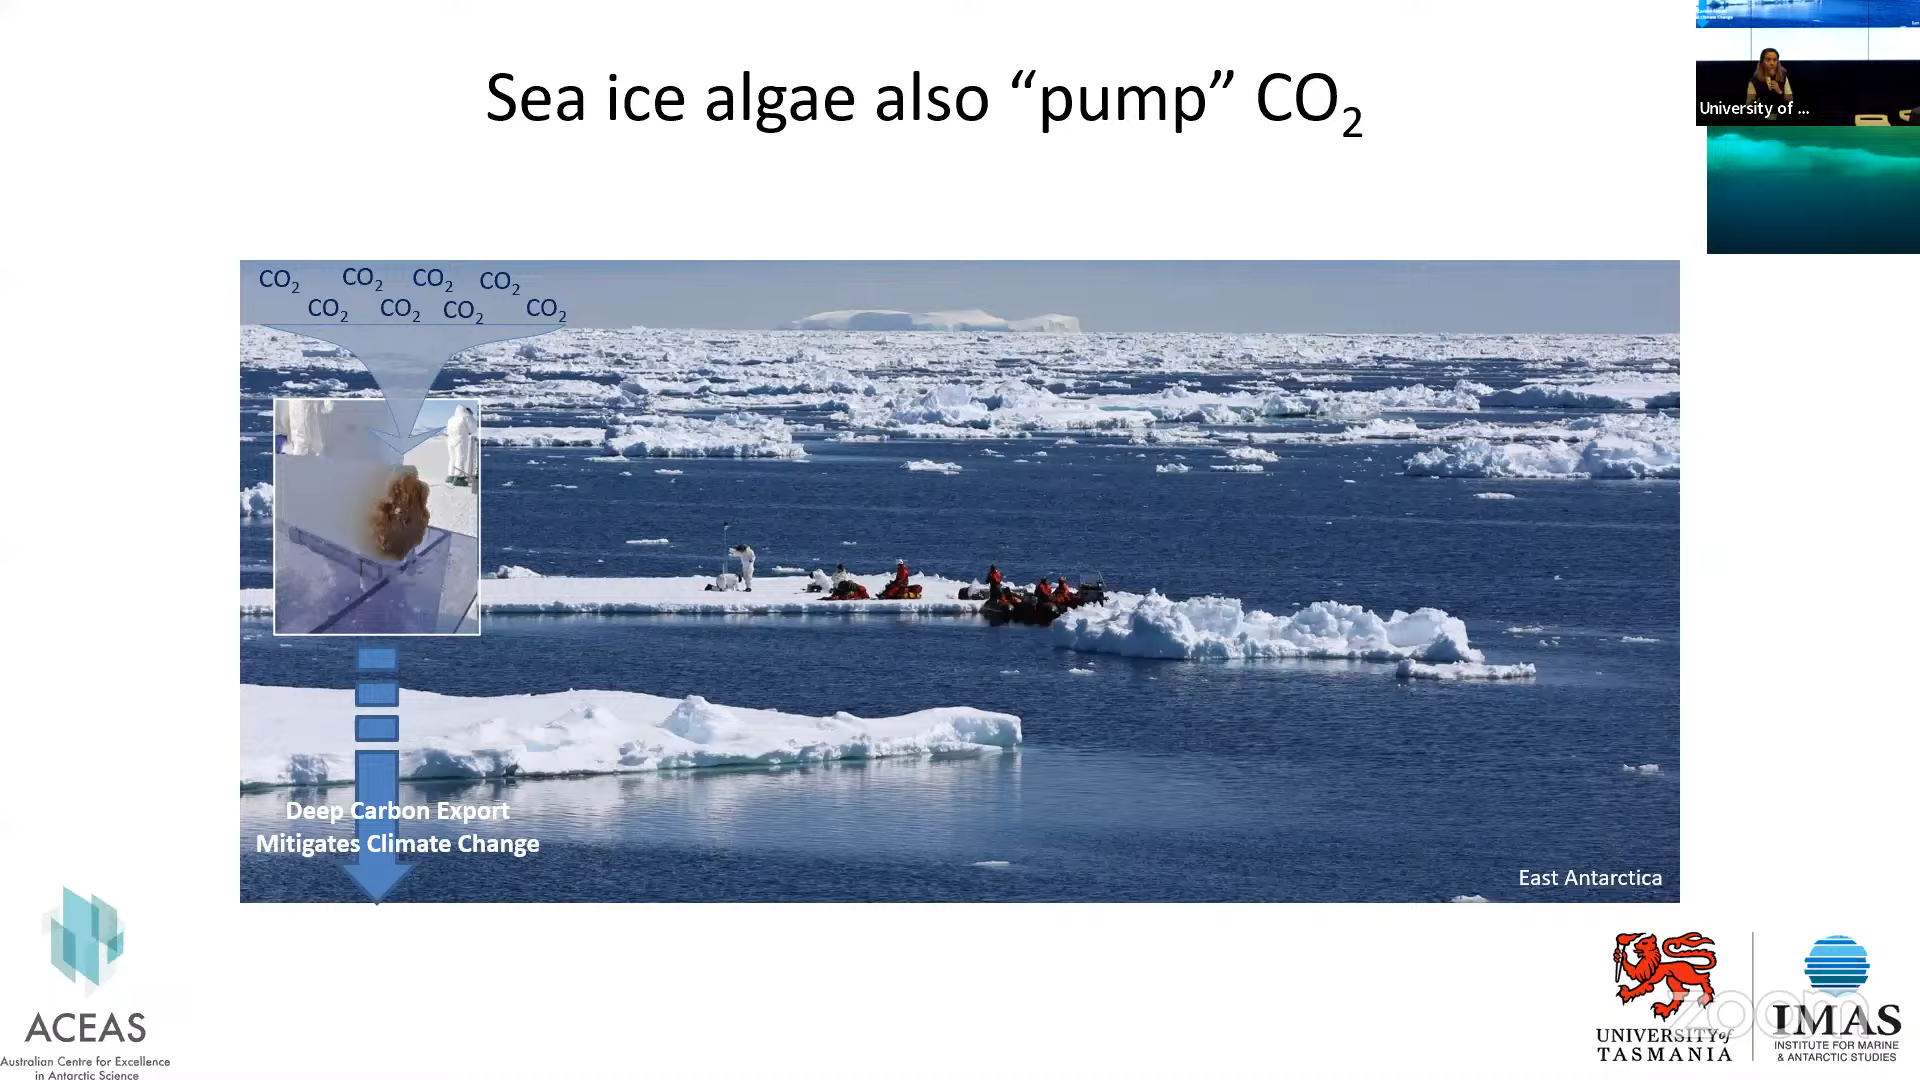 Sea ice algae also “pump” CO2
University of ...
CO2 CO2 CO2 CO2
CO2 CO2 CO2 CO2
Deep Carbon Export
Mitigates Climate Change
East Antarctica
ACEAS
Australian Centre for Excellence
in Antarctic Science
UNIVERSITY of
TASMANIA
zoom
IMAS
INSTITUTE FOR MARINE
& ANTARCTIC STUDIES